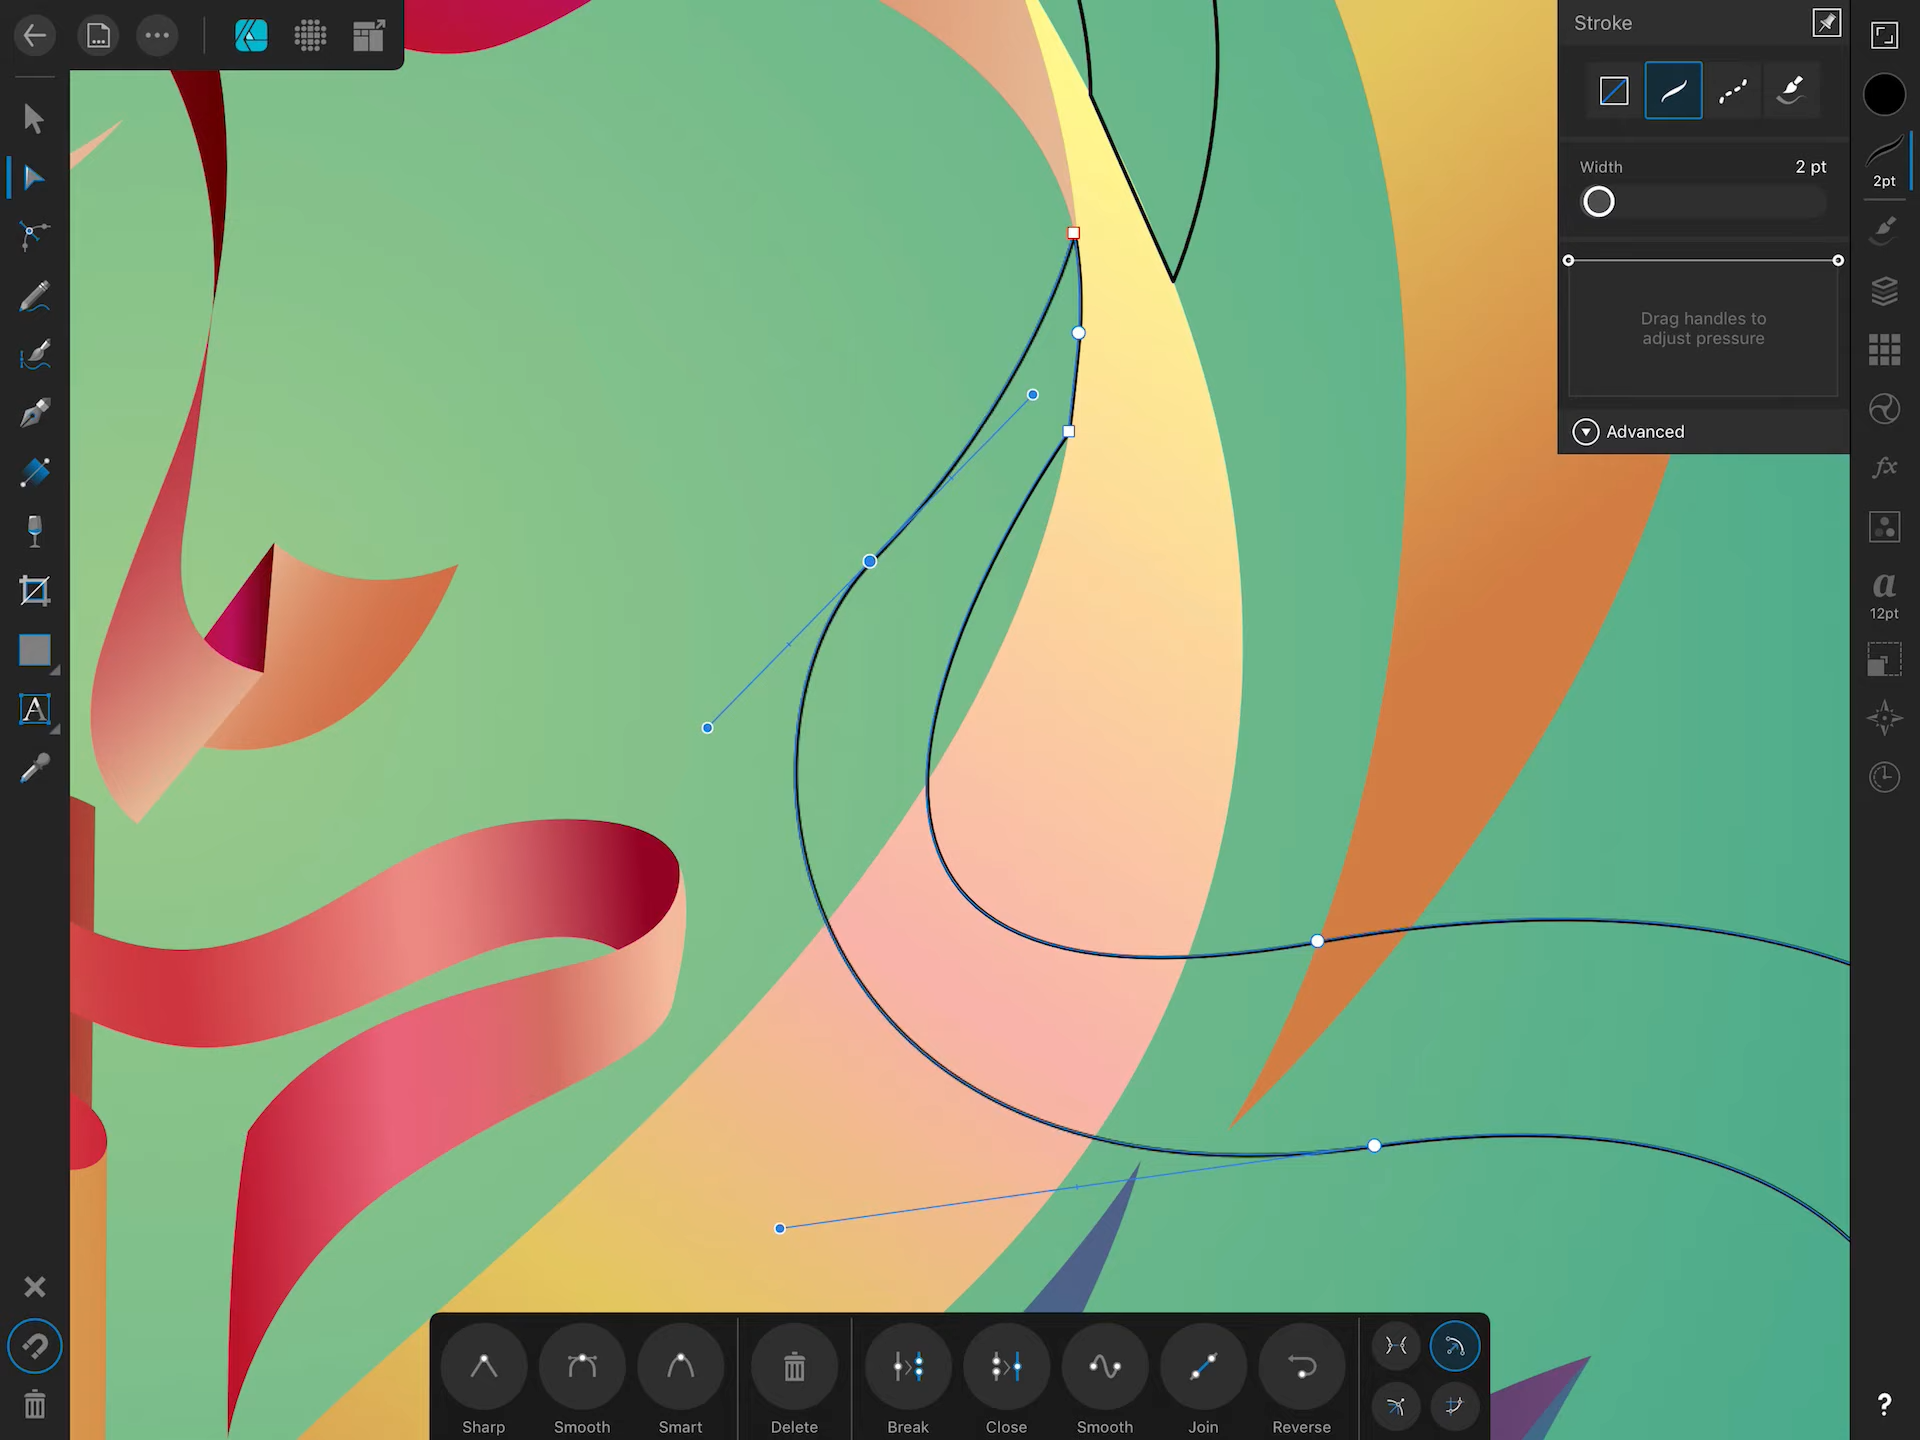 Stroke
Width 2 pt
2pt
Drag handles to
adjust pressure
Advanced
fx
a
12pt
A
Sharp Smooth Smart Delete Break Close Smooth Join Reverse
?